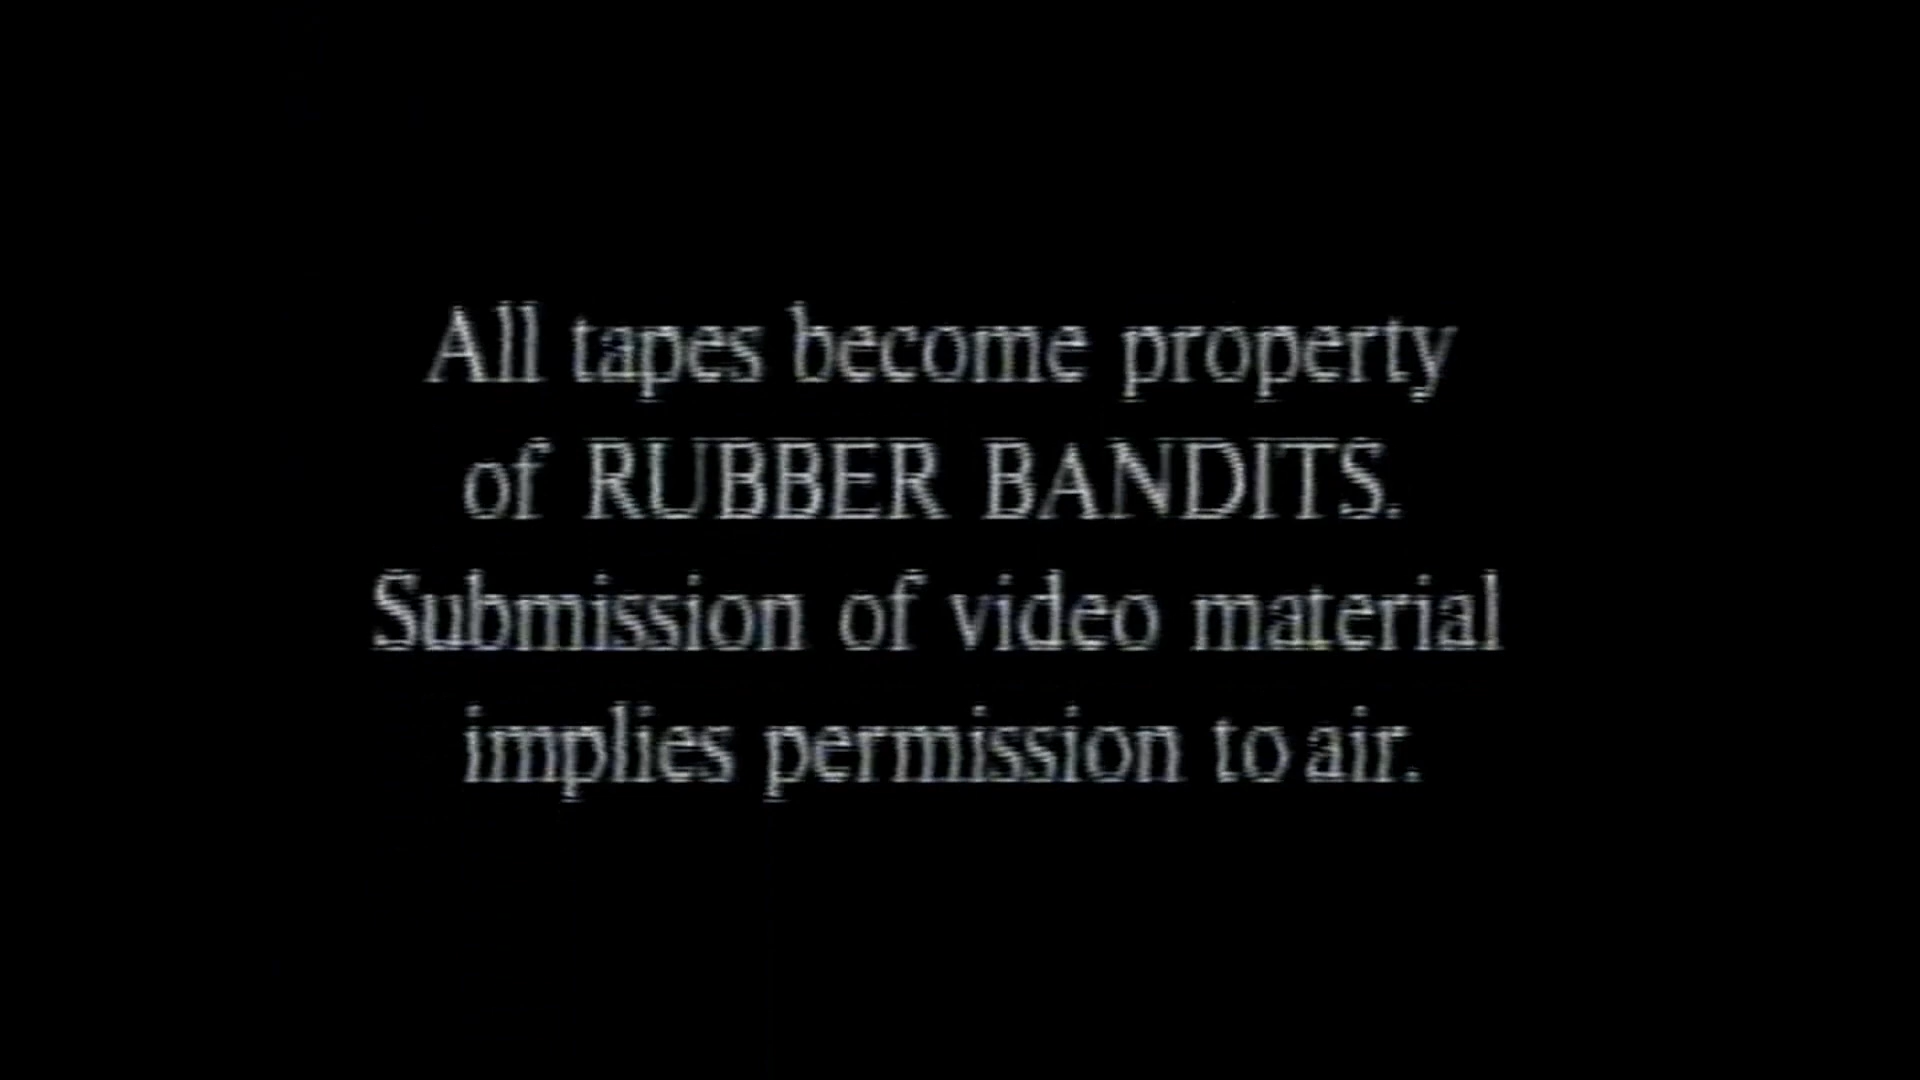 All tapes become property
of RUBBER BANDITS.
Submission of video material
implies permission to air.